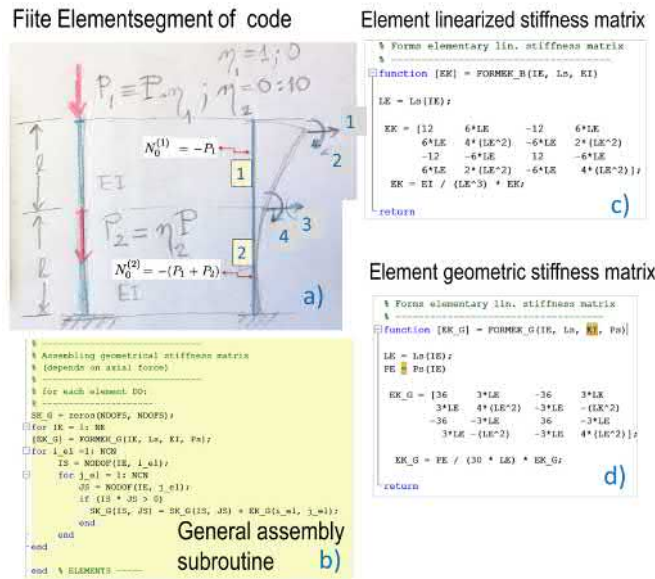 Fiite Elementsegment of code
η₁ = 1; 0
P₁ ≡ P·η₁ ; η₂ = 0:10
N₀⁽¹⁾ = −P₁
1
2
1
ℓ
EI
3
4
P₂ = η₂P
2
N₀⁽²⁾ = −(P₁ + P₂)
ℓ
EI
a)
% Assembling geometrical stiffness matrix
% (depends on axial force)
% for each element DO:
SK_G = zeros(NDOFS, NDOFS);
for IE = 1: NE
[EK_G] = FORMEK_G(IE, Ls, EI, Ps);
for i_el =1: NCN
IS = NODOF(IE, i_el);
for j_el = 1: NCN
JS = NODOF(IE, j_el);
if (IS * JS > 0)
SK_G(IS, JS) = SK_G(IS, JS) + EK_G(i_el, j_el);
end
end
end
end % ELEMENTS -----
General assembly
subroutine b)
Element linearized stiffness matrix
% Forms elementary lin. stiffness matrix
% ------------------------------------
function [EK] = FORMEK_B(IE, Ls, EI)
LE = Ls(IE);
EK = [12 6*LE -12 6*LE
6*LE 4*(LE^2) -6*LE 2*(LE^2)
-12 -6*LE 12 -6*LE
6*LE 2*(LE^2) -6*LE 4*(LE^2)];
EK = EI / (LE^3) * EK;
return
c)
Element geometric stiffness matrix
% Forms elementary lin. stiffness matrix
% ------------------------------------
function [EK_G] = FORMEK_G(IE, Ls, EI, Ps)
LE = Ls(IE);
PE = Ps(IE)
EK_G = [36 3*LE -36 3*LE
3*LE 4*(LE^2) -3*LE -(LE^2)
-36 -3*LE 36 -3*LE
3*LE -(LE^2) -3*LE 4*(LE^2)];
EK_G = PE / (30 * LE) * EK_G;
return
d)